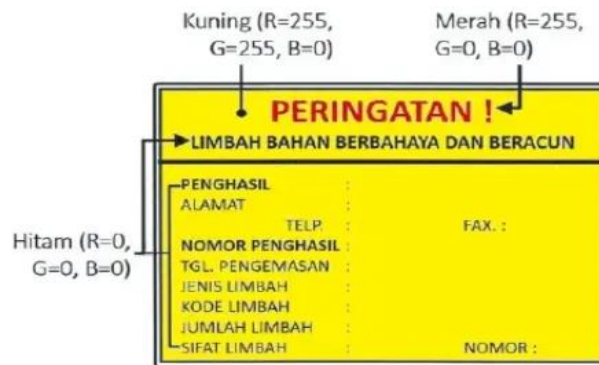 Kuning (R=255,
G=255, B=0)
Merah (R=255,
G=0, B=0)
PERINGATAN !
LIMBAH BAHAN BERBAHAYA DAN BERACUN
PENGHASIL :
ALAMAT :
TELP. : FAX. :
NOMOR PENGHASIL :
TGL. PENGEMASAN :
JENIS LIMBAH :
KODE LIMBAH :
JUMLAH LIMBAH :
SIFAT LIMBAH : NOMOR :
Hitam (R=0,
G=0, B=0)